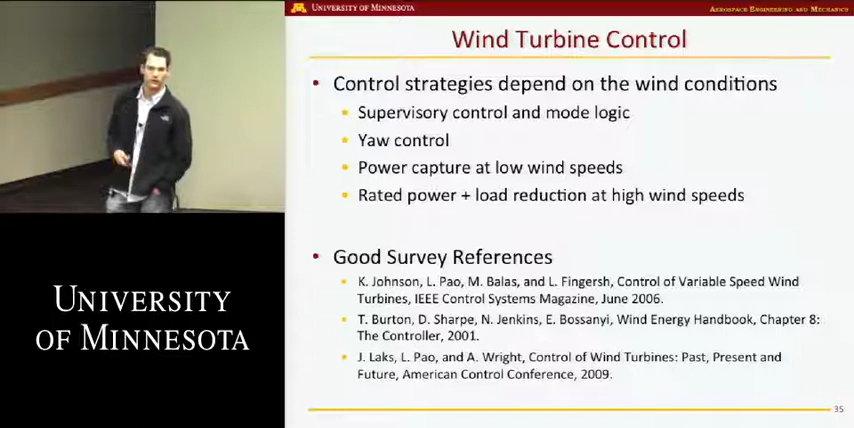 UNIVERSITY OF MINNESOTA
AEROSPACE ENGINEERING AND MECHANICS
Wind Turbine Control
• Control strategies depend on the wind conditions
• Supervisory control and mode logic
• Yaw control
• Power capture at low wind speeds
• Rated power + load reduction at high wind speeds
• Good Survey References
• K. Johnson, L. Pao, M. Balas, and L. Fingersh, Control of Variable Speed Wind
Turbines, IEEE Control Systems Magazine, June 2006.
• T. Burton, D. Sharpe, N. Jenkins, E. Bossanyi, Wind Energy Handbook, Chapter 8:
The Controller, 2001.
• J. Laks, L. Pao, and A. Wright, Control of Wind Turbines: Past, Present and
Future, American Control Conference, 2009.
35
UNIVERSITY
OF MINNESOTA